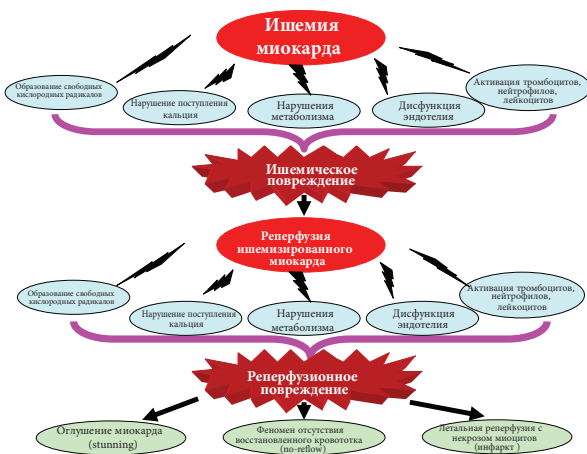 Ишемия
миокарда
Образование свободных
кислородных радикалов
Нарушение поступления
кальция
Нарушения
метаболизма
Дисфункция
эндотелия
Активация тромбоцитов,
нейтрофилов,
лейкоцитов
Ишемическое
повреждение
Реперфузия
ишемизированного
миокарда
Образование свободных
кислородных радикалов
Нарушение поступления
кальция
Нарушения
метаболизма
Дисфункция
эндотелия
Активация тромбоцитов,
нейтрофилов,
лейкоцитов
Реперфузионное
повреждение
Оглушение миокарда
(stunning)
Феномен отсутствия
восстановленного кровотока
(no-reflow)
Летальная реперфузия с
некрозом миоцитов
(инфаркт )